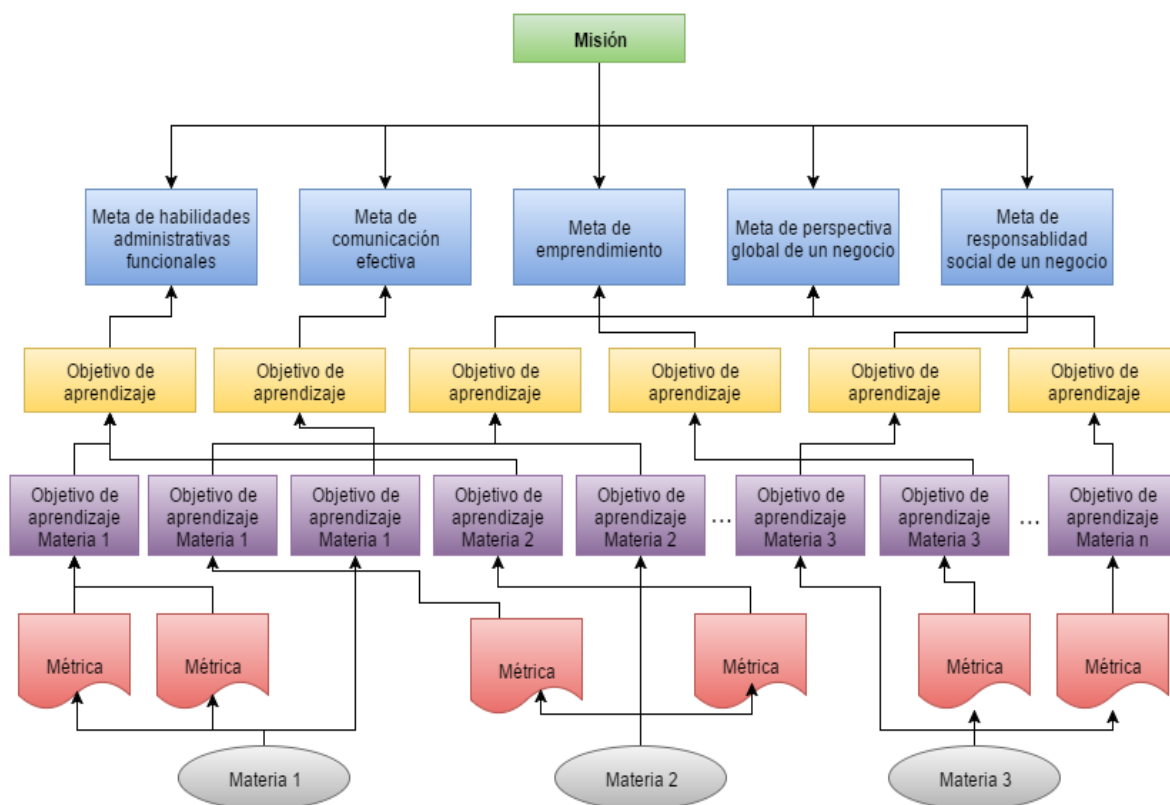 Misión
Meta de habilidades
administrativas
funcionales
Meta de
comunicación
efectiva
Meta de
emprendimiento
Meta de perspectiva
global de un negocio
Meta de
responsablidad
social de un negocio
Objetivo de
aprendizaje
Objetivo de
aprendizaje
Objetivo de
aprendizaje
Objetivo de
aprendizaje
Objetivo de
aprendizaje
Objetivo de
aprendizaje
Objetivo de
aprendizaje
Materia 1
Objetivo de
aprendizaje
Materia 1
Objetivo de
aprendizaje
Materia 1
Objetivo de
aprendizaje
Materia 2
Objetivo de
aprendizaje
Materia 2
...
Objetivo de
aprendizaje
Materia 3
Objetivo de
aprendizaje
Materia 3
...
Objetivo de
aprendizaje
Materia n
Métrica
Métrica
Métrica
Métrica
Métrica
Métrica
Materia 1
Materia 2
Materia 3